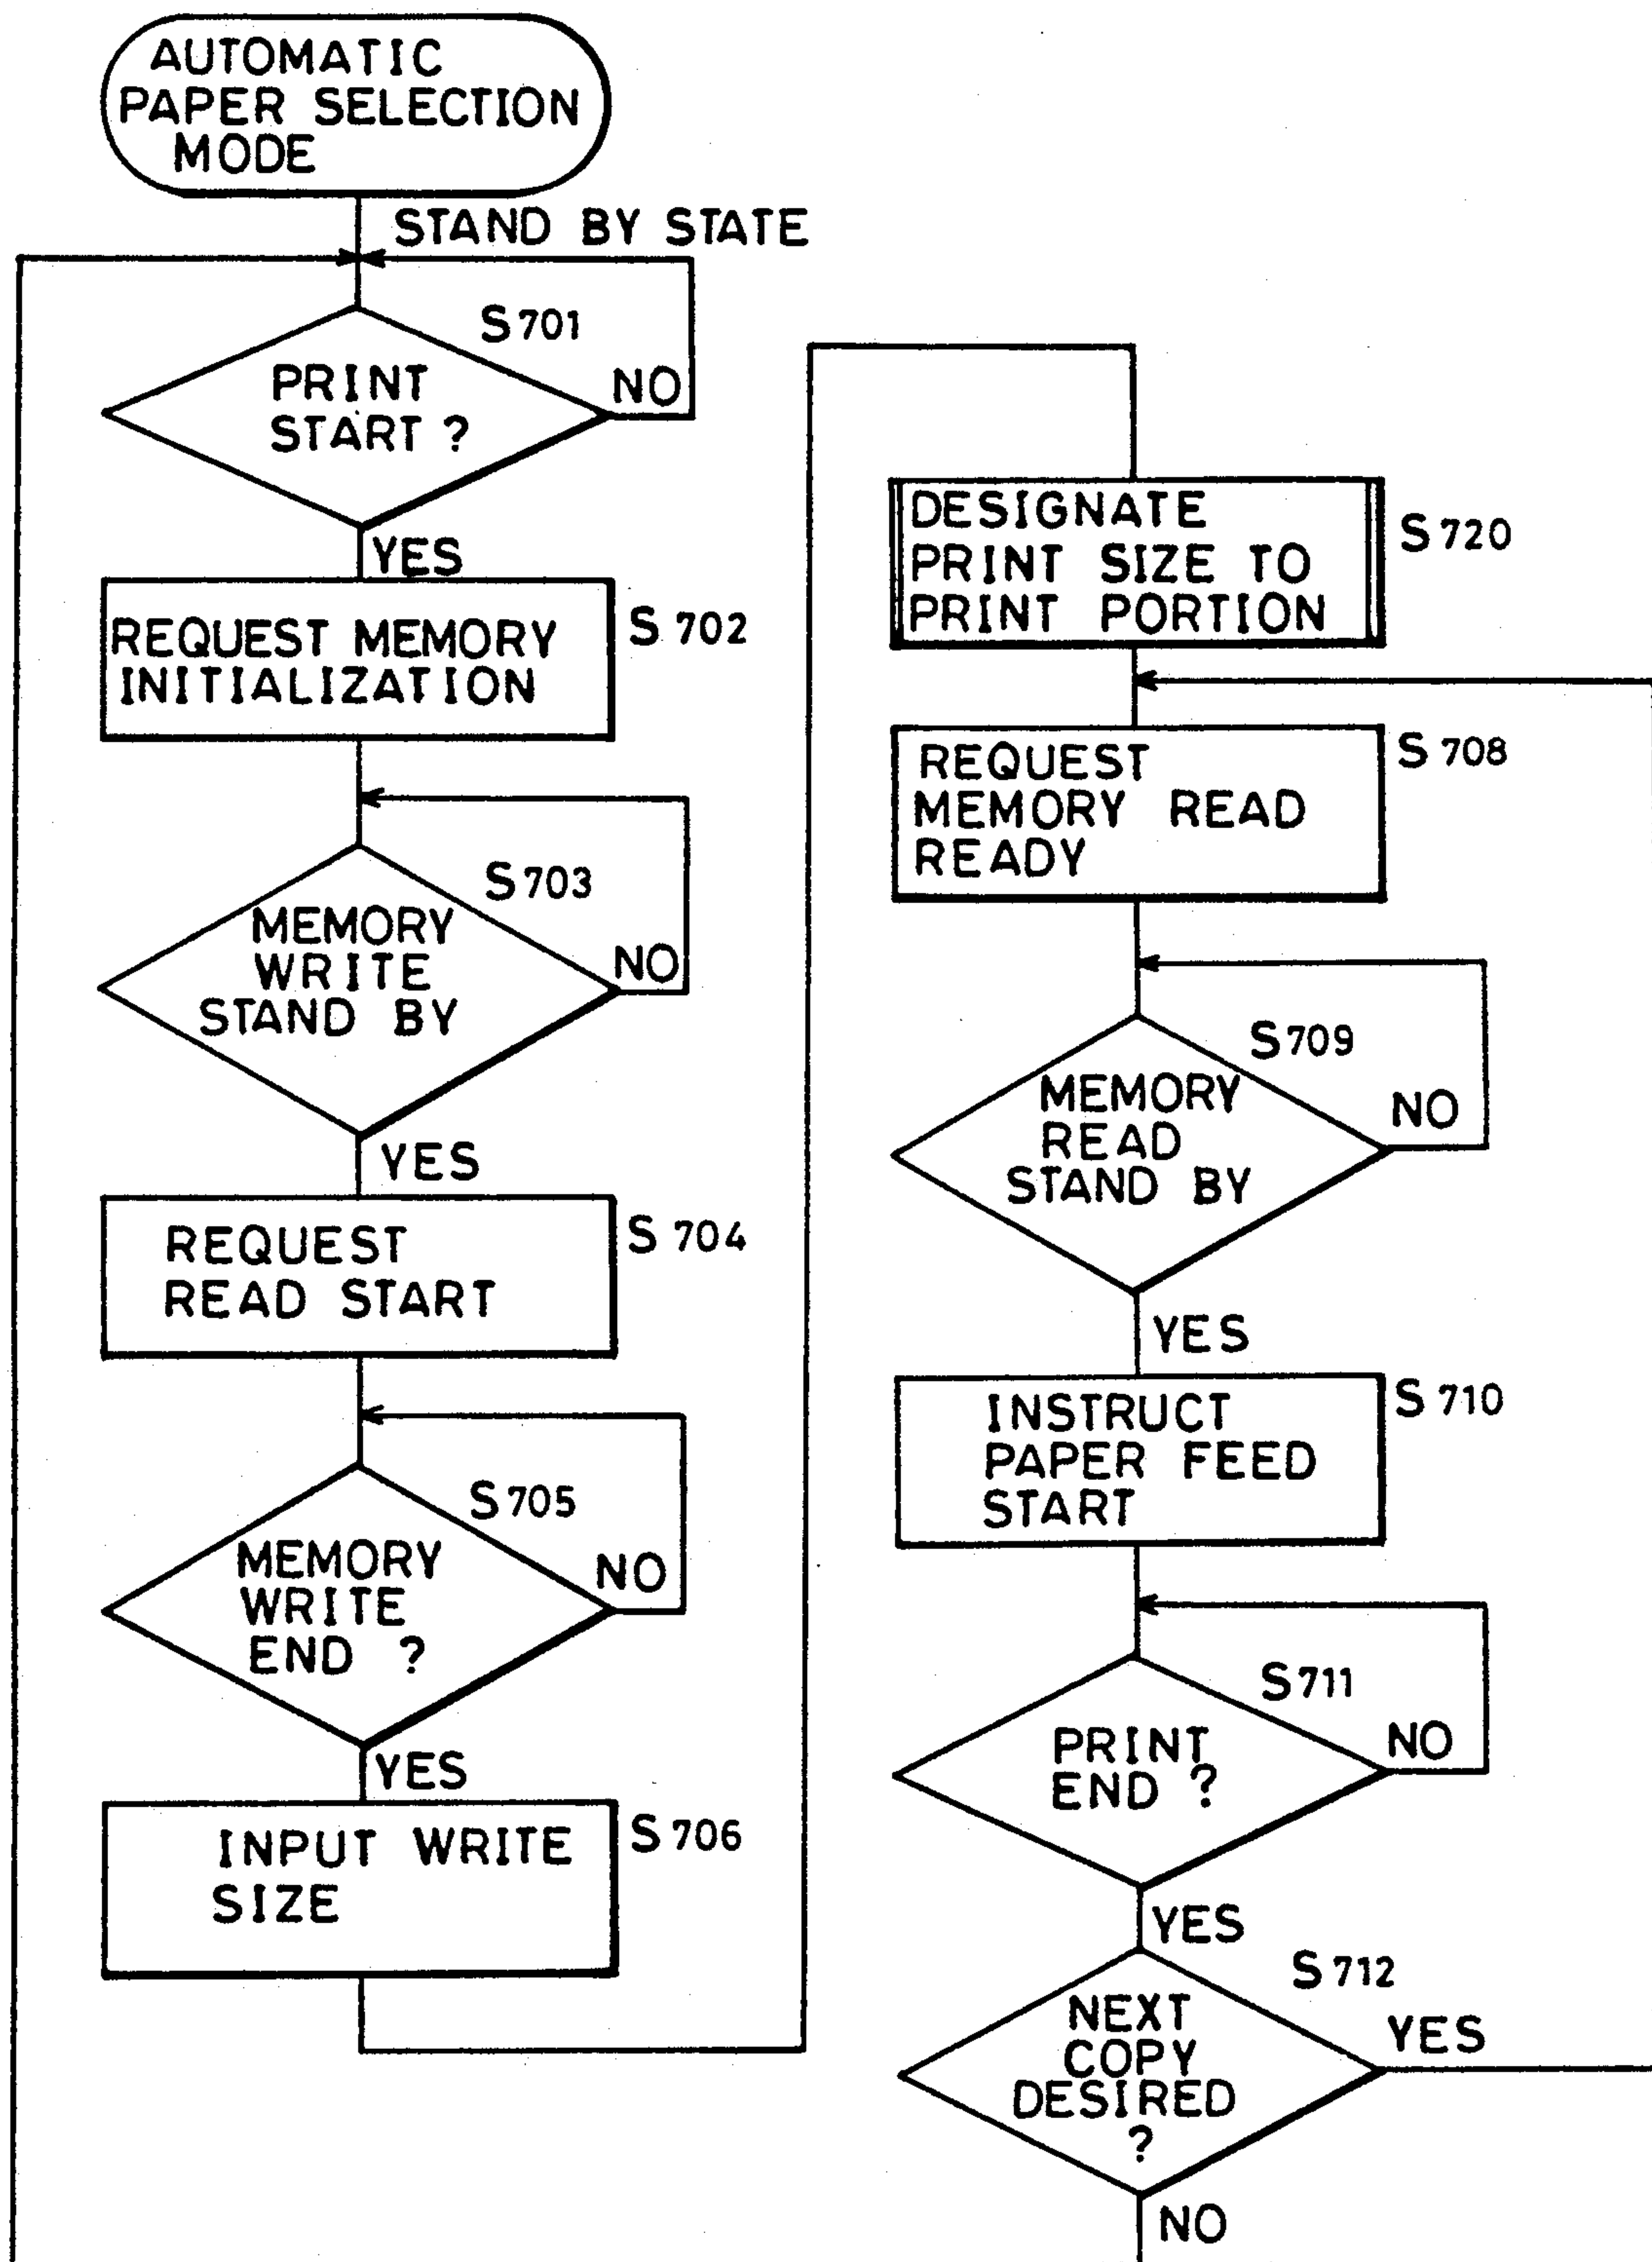 AUTOMATIC
PAPER SELECTION
MODE
STAND BY STATE
S701
PRINT
START ?
NO
YES
REQUEST MEMORY
INITIALIZATION
S702
S703
MEMORY
WRITE
STAND BY
NO
YES
REQUEST
READ START
S704
S705
MEMORY
WRITE
END ?
NO
YES
INPUT WRITE
SIZE
S706
DESIGNATE
PRINT SIZE TO
PRINT PORTION
S720
REQUEST
MEMORY READ
READY
S708
S709
MEMORY
READ
STAND BY
NO
YES
INSTRUCT
PAPER FEED
START
S710
S711
PRINT
END ?
NO
YES
S712
NEXT
COPY
DESIRED
?
YES
NO